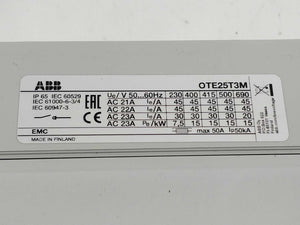 ABB
OTE25T3M
IP 65 IEC 60529
IEC 61000-6-3/4
IEC 60947-3
EAC
Ue/ V 50...60Hz 230 400 415 500 690
AC 21A Ie/A 45 45 45 45 45
AC 22A Ie/A 45 45 45 45 45
AC 23A Ie/A 30 30 30 30 20
AC 23A Pe/kW 7,5 15 15 15 15
max 50A IP50kA
EMC
MADE IN FINLAND